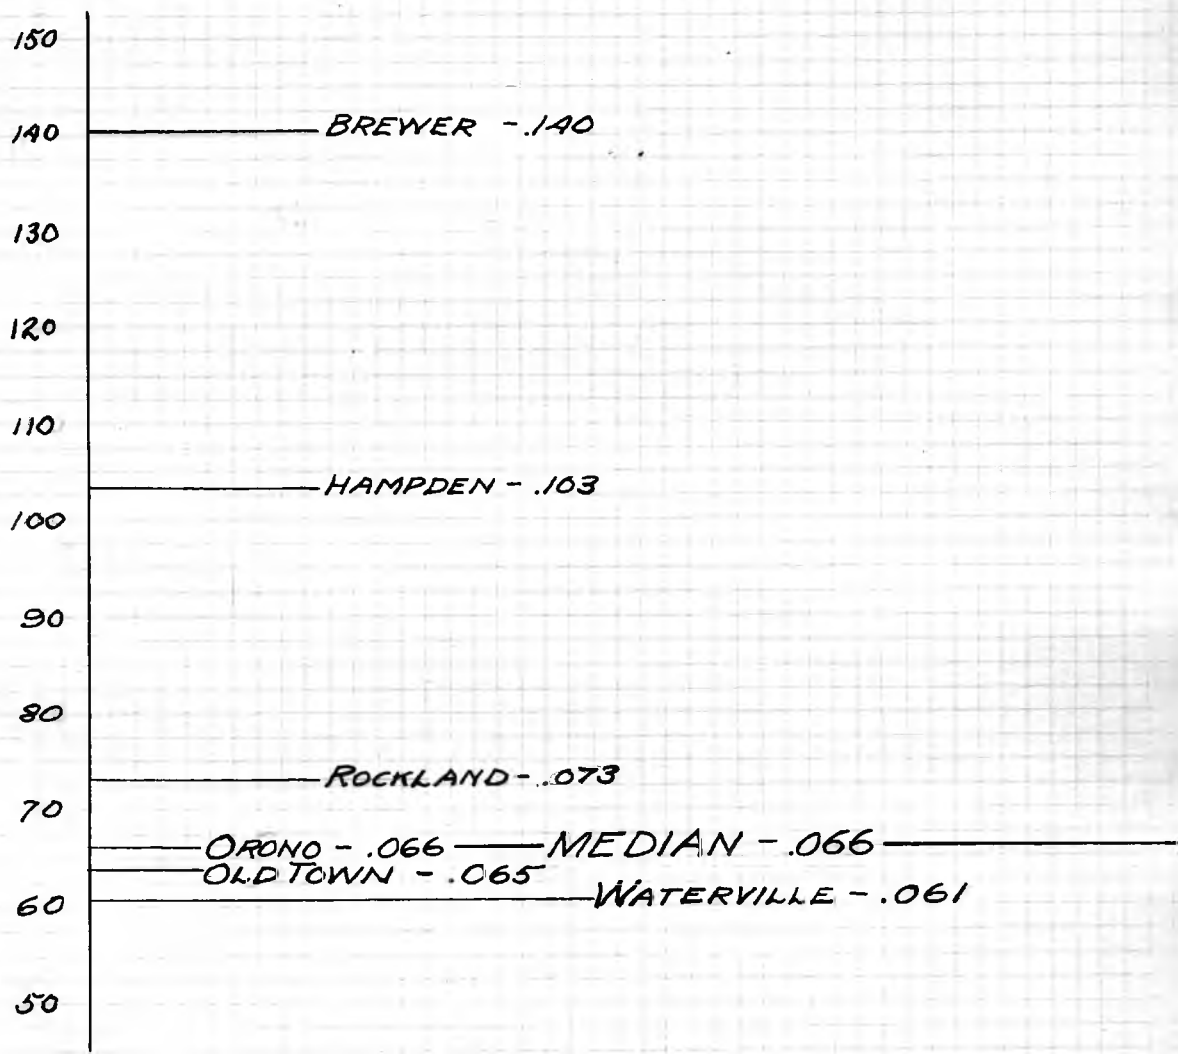 150
140 BREWER - .140
130
120
110
HAMPDEN - .103
100
90
80
ROCKLAND - .073
70
ORONO - .066 MEDIAN - .066
OLD TOWN - .065
60 WATERVILLE - .061
50